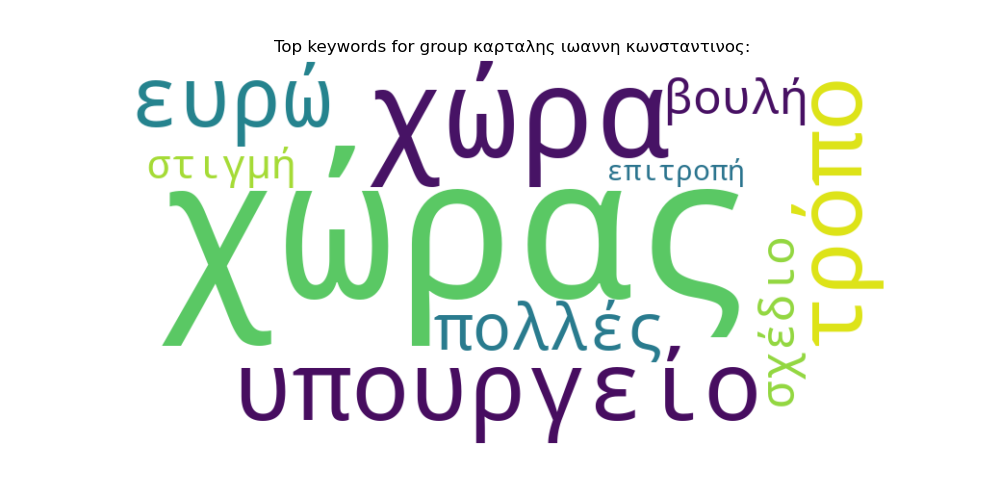 Top keywords for group καρταλης ιωαννη κωνσταντινος:
ευρώ
χώρα
βουλή
τρόπο
στιγμή
επιτροπή
χώρας
σχέδιο
πολλές
υπουργείο